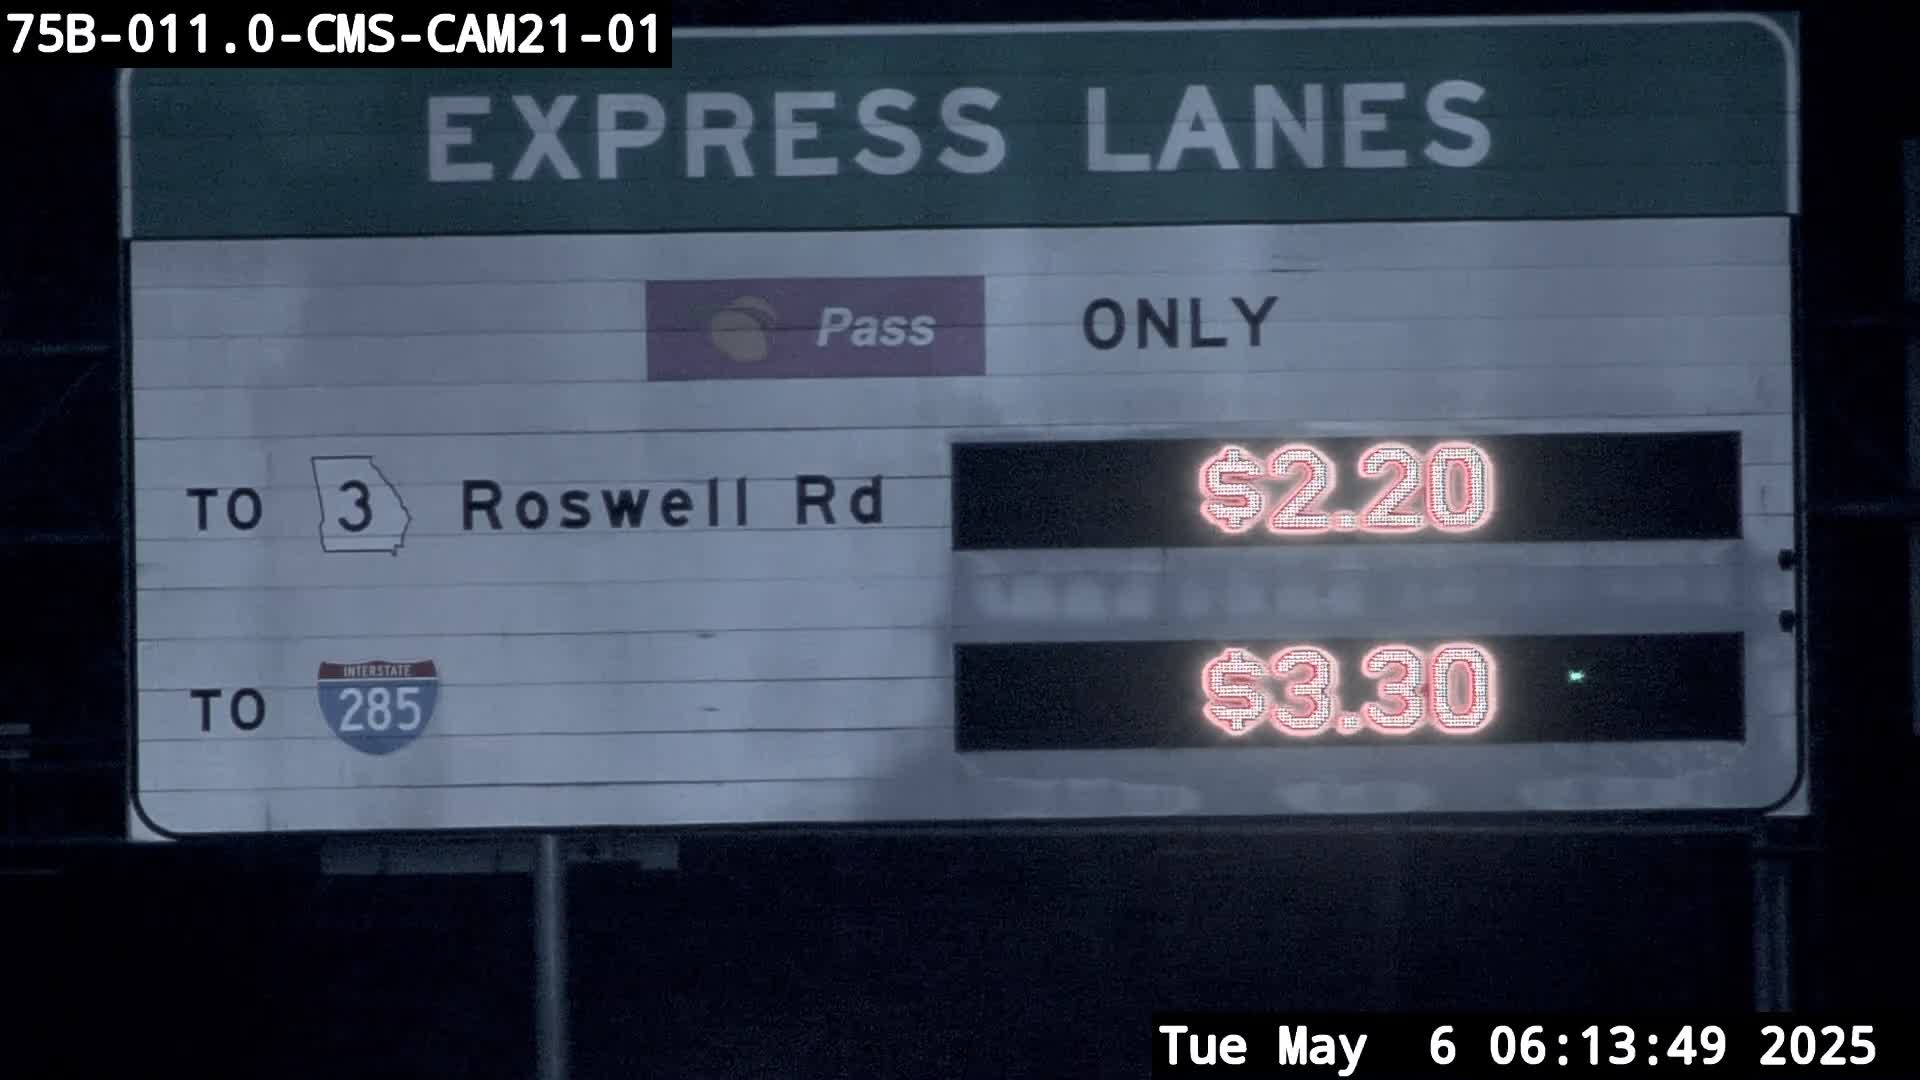 75B-011.0-CMS-CAM21-01
EXPRESS LANES
Pass ONLY
TO 3 Roswell Rd $2.20
TO INTERSTATE 285 $3.30
Tue May 6 06:13:49 2025